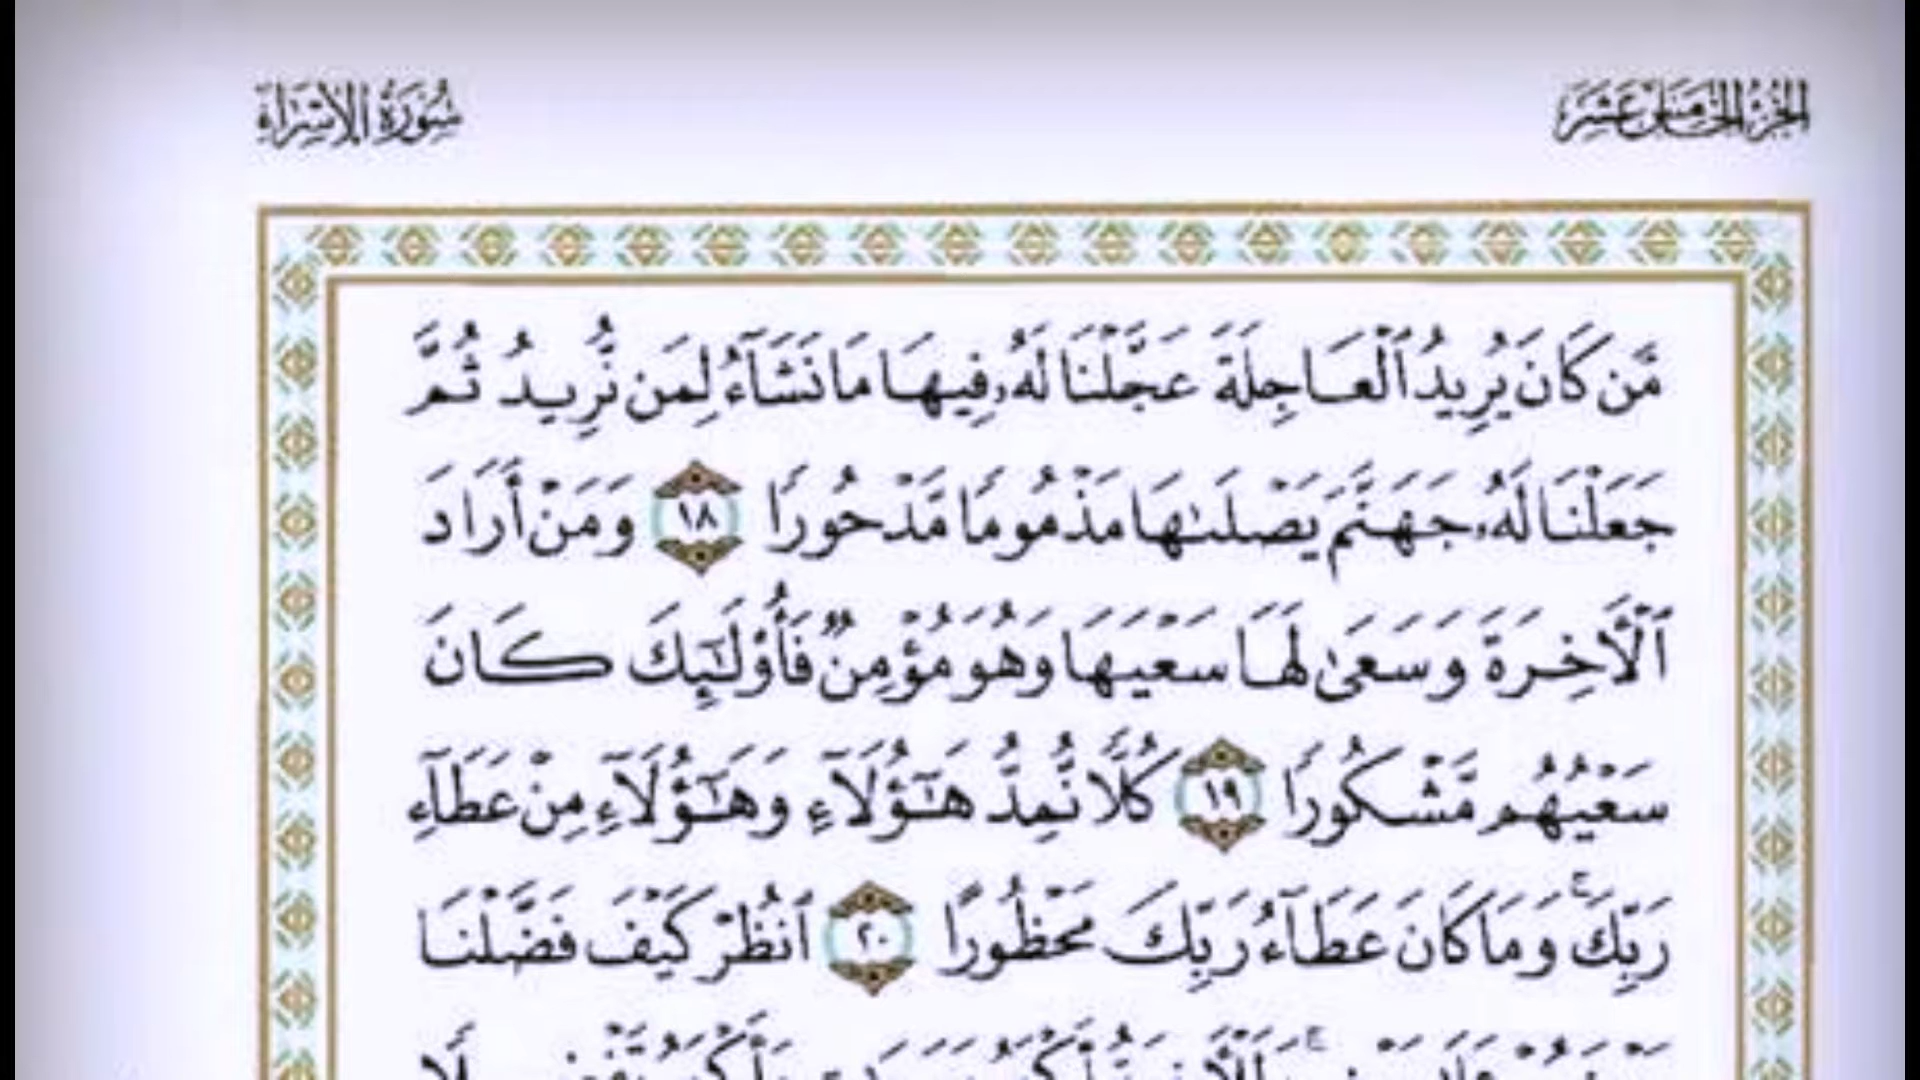 الجزء الخامس عشر
سورة الإسراء
مَّن كَانَ يُرِيدُ ٱلْعَاجِلَةَ عَجَّلْنَا لَهُۥ فِيهَا مَا نَشَآءُ لِمَن نُّرِيدُ ثُمَّ
جَعَلْنَا لَهُۥ جَهَنَّمَ يَصْلَىٰهَا مَذْمُومًا مَّدْحُورًا ١٨ وَمَنْ أَرَادَ
ٱلْـَٔاخِرَةَ وَسَعَىٰ لَهَا سَعْيَهَا وَهُوَ مُؤْمِنٌ فَأُو۟لَـٰٓئِكَ كَانَ
سَعْيُهُم مَّشْكُورًا ١٩ كُلًّا نُّمِدُّ هَـٰٓؤُلَآءِ وَهَـٰٓؤُلَآءِ مِنْ عَطَآءِ
رَبِّكَ ۚ وَمَا كَانَ عَطَآءُ رَبِّكَ مَحْظُورًا ٢٠ ٱنظُرْ كَيْفَ فَضَّلْنَا